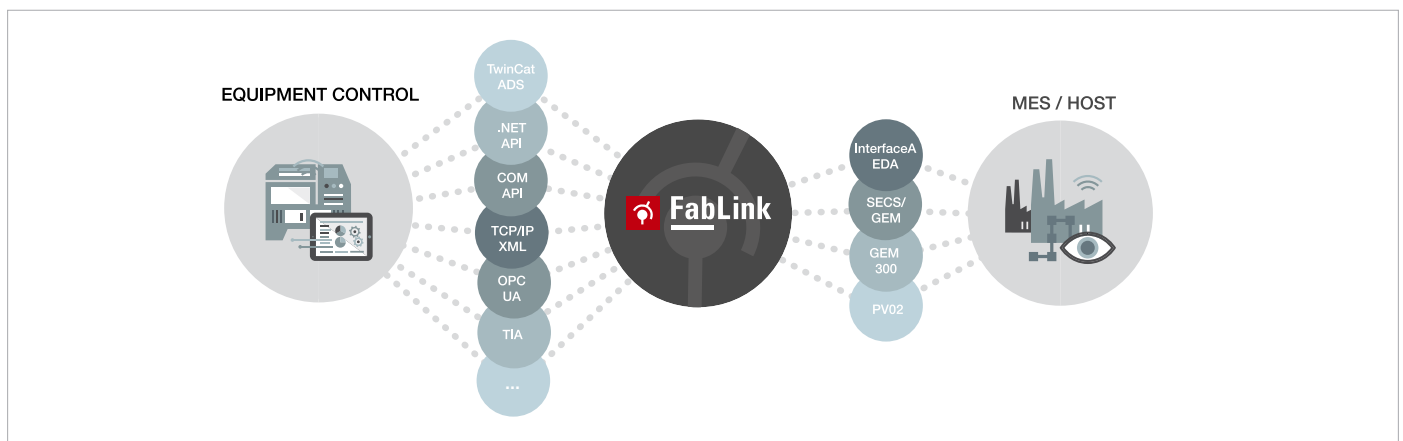 EQUIPMENT CONTROL
TwinCat
ADS
.NET
API
COM
API
TCP/IP
XML
OPC
UA
TIA
...
FabLink
InterfaceA
EDA
SECS/
GEM
GEM
300
PV02
MES / HOST